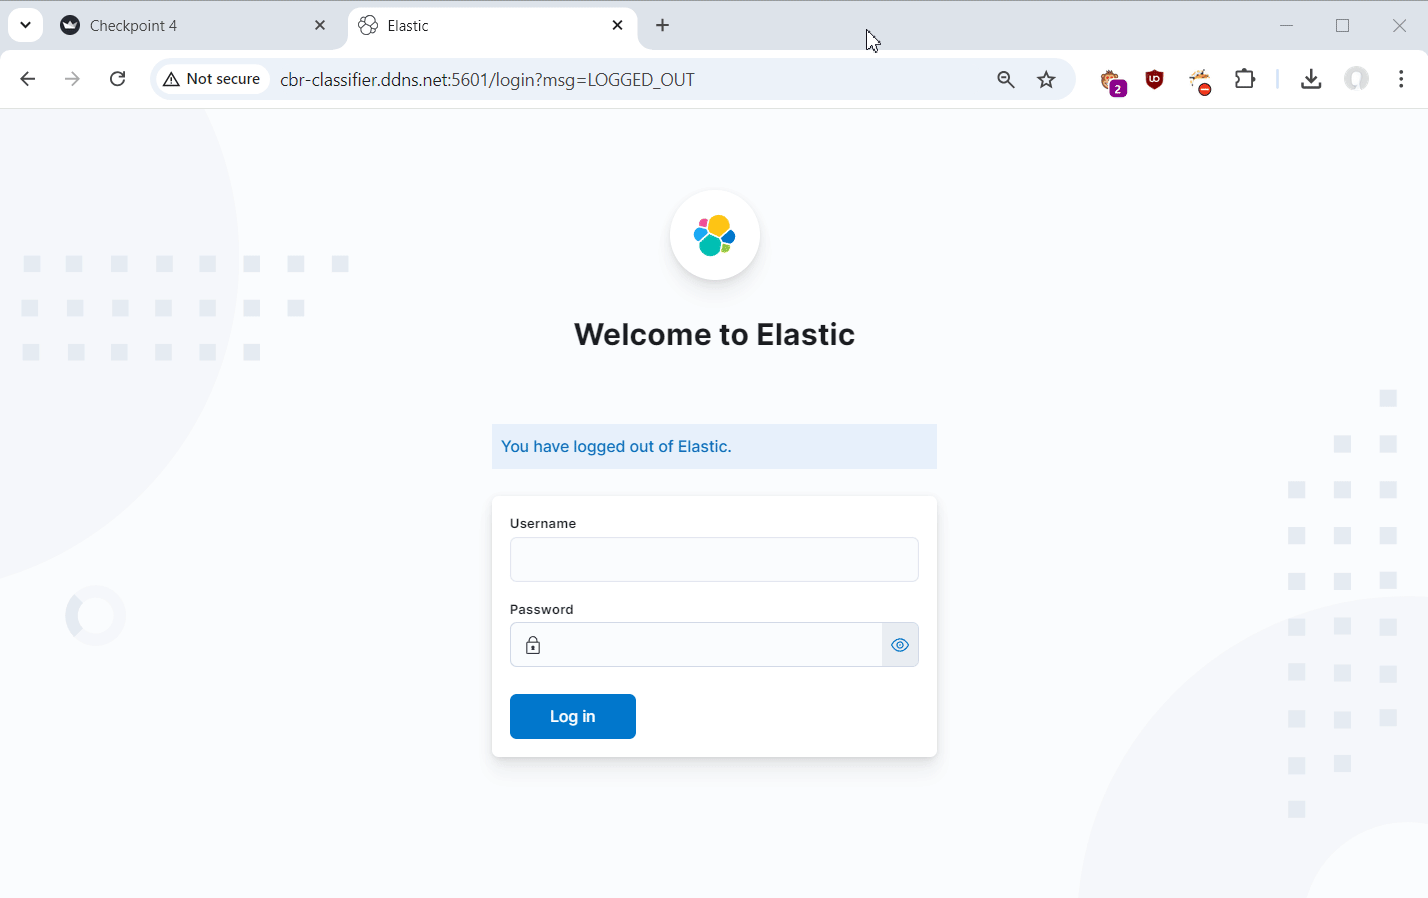 Checkpoint 4
Elastic
Not secure
cbr-classifier.ddns.net:5601/login?msg=LOGGED_OUT
2
UD
Welcome to Elastic
You have logged out of Elastic.
Username
Password
Log in